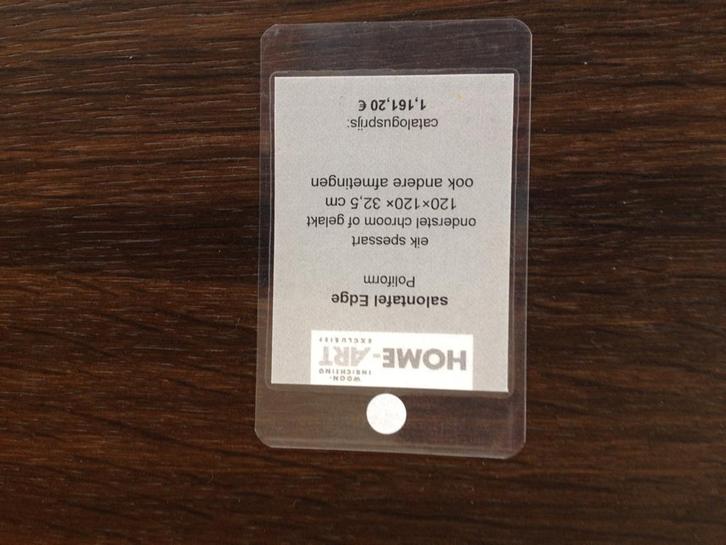 WOON-
INRICHTING
HOME-ART
EXCLUSIEF
salontafel Edge
Poliform
eik spessart
onderstel chroom of gelakt
120×120× 32,5 cm
ook andere afmetingen
catalogusprijs:
1,161,20 €